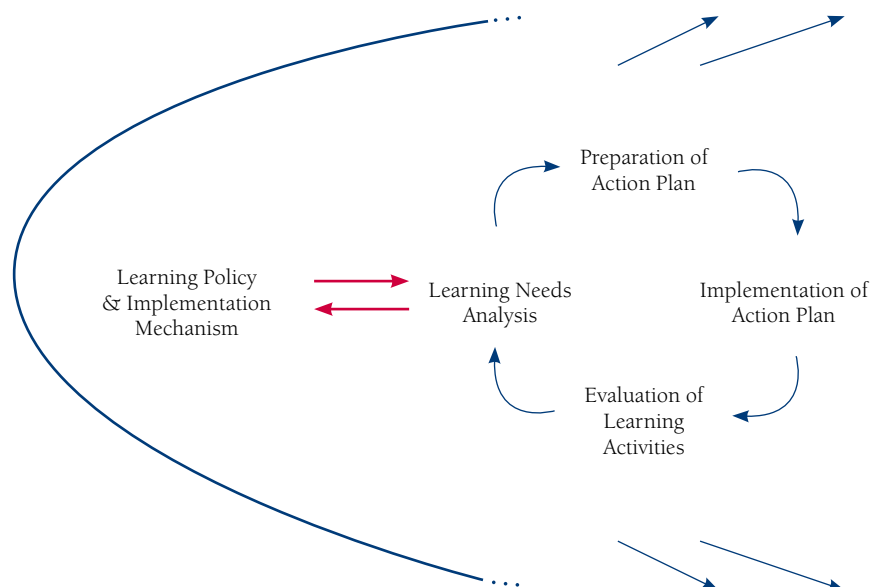 Preparation of
Action Plan
Learning Policy
& Implementation
Mechanism
Learning Needs
Analysis
Implementation of
Action Plan
Evaluation of
Learning
Activities